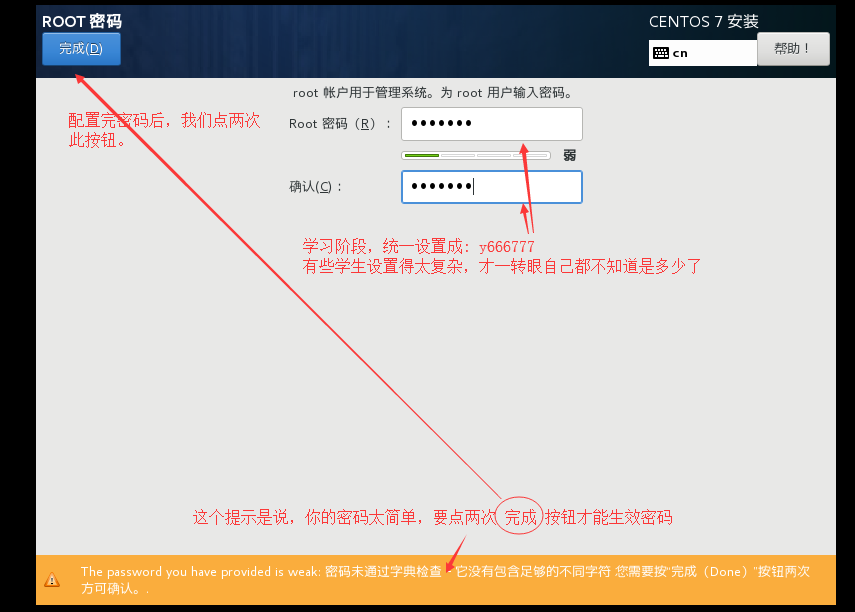 ROOT 密码
CENTOS 7 安装
完成(D)
cn
帮助！
root 帐户用于管理系统。为 root 用户输入密码。
配置完密码后，我们点两次
此按钮。
Root 密码（R）：
●●●●●●●
弱
确认(C)：
●●●●●●●
学习阶段，统一设置成：y666777
有些学生设置得太复杂，才一转眼自己都不知道是多少了
这个提示是说，你的密码太简单，要点两次 完成 按钮才能生效密码
The password you have provided is weak: 密码未通过字典检查 - 它没有包含足够的不同字符 您需要按“完成（Done）”按钮两次
方可确认。.